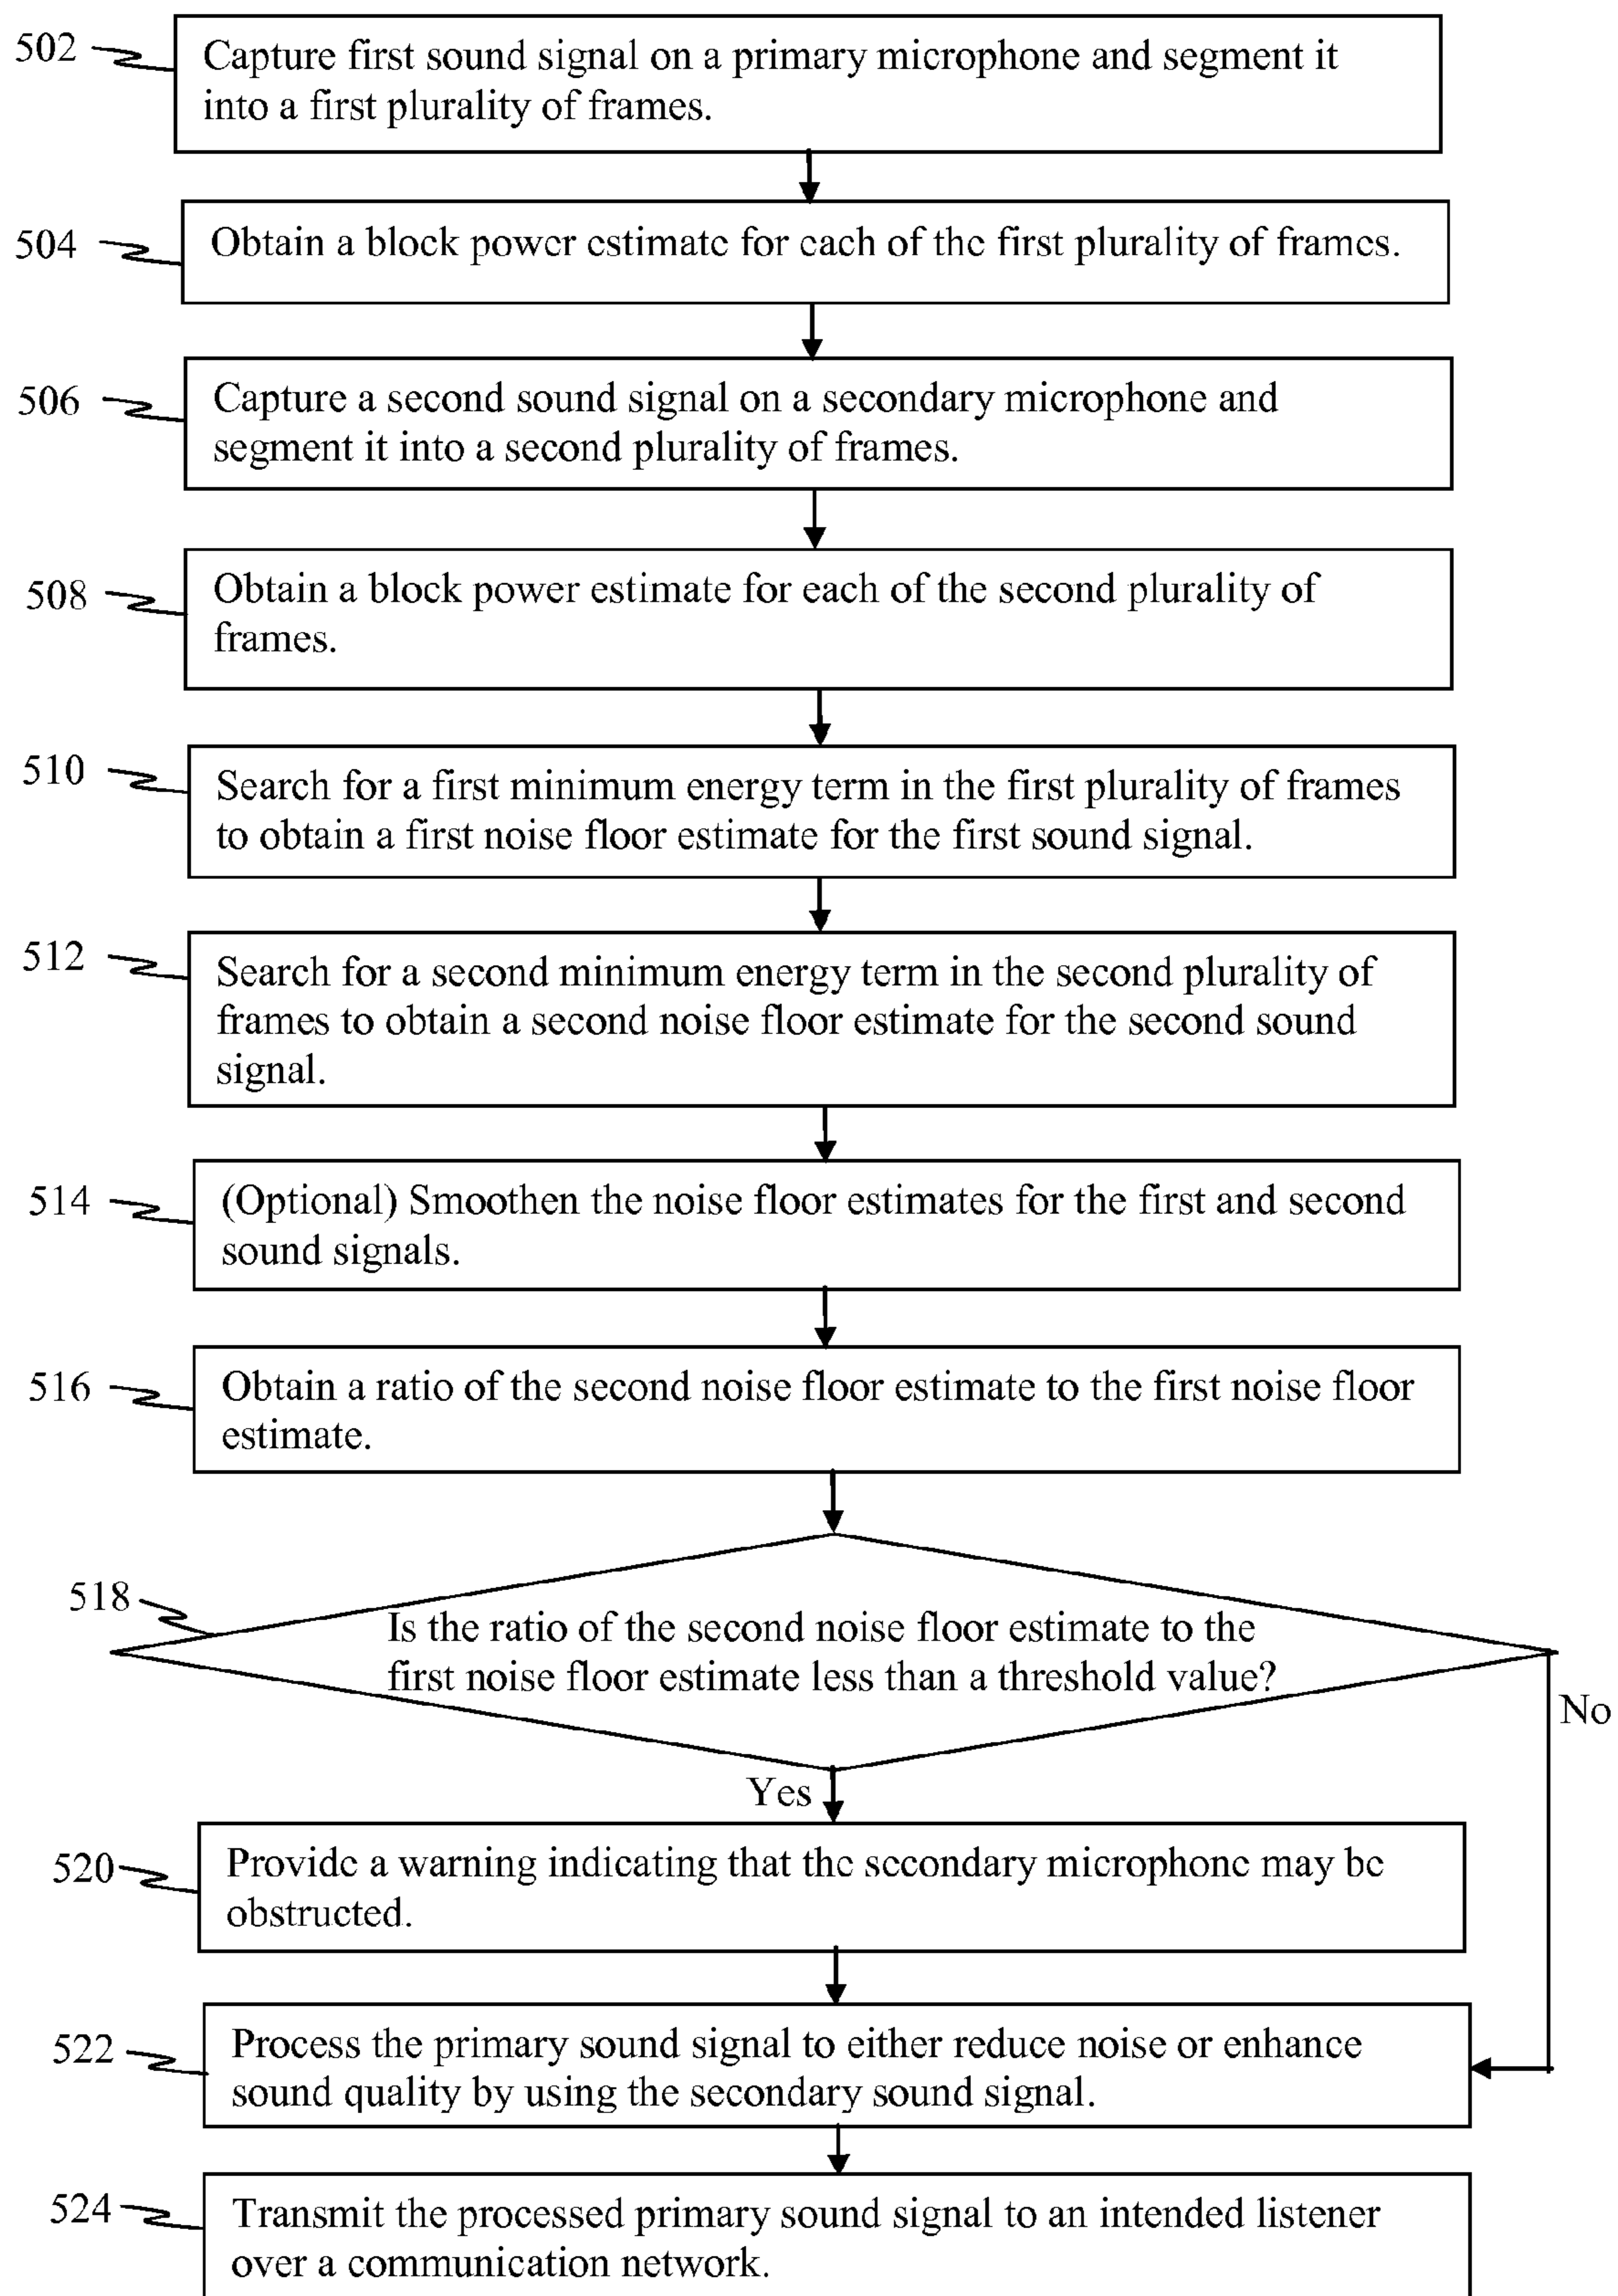 502
Capture first sound signal on a primary microphone and segment it
into a first plurality of frames.
504
Obtain a block power estimate for each of the first plurality of frames.
506
Capture a second sound signal on a secondary microphone and
segment it into a second plurality of frames.
508
Obtain a block power estimate for each of the second plurality of
frames.
510
Search for a first minimum energy term in the first plurality of frames
to obtain a first noise floor estimate for the first sound signal.
512
Search for a second minimum energy term in the second plurality of
frames to obtain a second noise floor estimate for the second sound
signal.
514
(Optional) Smoothen the noise floor estimates for the first and second
sound signals.
516
Obtain a ratio of the second noise floor estimate to the first noise floor
estimate.
518
Is the ratio of the second noise floor estimate to the
first noise floor estimate less than a threshold value?
No
Yes
520
Provide a warning indicating that the secondary microphone may be
obstructed.
522
Process the primary sound signal to either reduce noise or enhance
sound quality by using the secondary sound signal.
524
Transmit the processed primary sound signal to an intended listener
over a communication network.